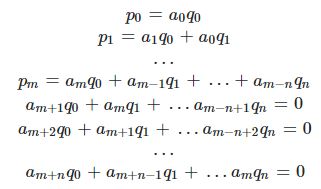 p₀ = a₀q₀
p₁ = a₁q₀ + a₀q₁
...
pₘ = aₘq₀ + aₘ₋₁q₁ + ... + aₘ₋ₙqₙ
aₘ₊₁q₀ + aₘq₁ + ... aₘ₋ₙ₊₁qₙ = 0
aₘ₊₂q₀ + aₘ₊₁q₁ + ... aₘ₋ₙ₊₂qₙ = 0
...
aₘ₊ₙq₀ + aₘ₊ₙ₋₁q₁ + ... aₘqₙ = 0